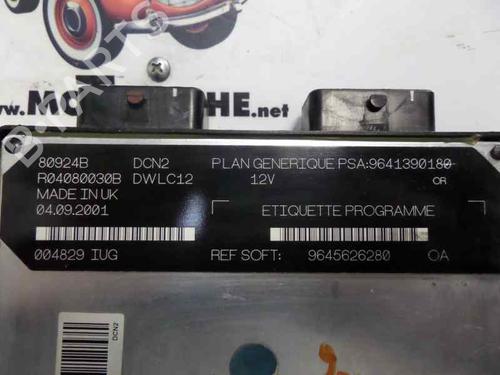 www.MO HE.net
80924B DCN2 PLAN GENERIQUE PSA:9641390180
R04080030B DWLC12 12V OR
MADE IN UK
04.09.2001 ETIQUETTE PROGRAMME
004829 IUG REF SOFT: 9645626280 OA
DCN2